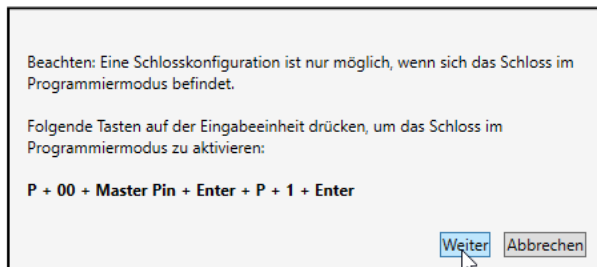 Beachten: Eine Schlosskonfiguration ist nur möglich, wenn sich das Schloss im
Programmiermodus befindet.
Folgende Tasten auf der Eingabeeinheit drücken, um das Schloss im
Programmiermodus zu aktivieren:
P + 00 + Master Pin + Enter + P + 1 + Enter
Weiter Abbrechen